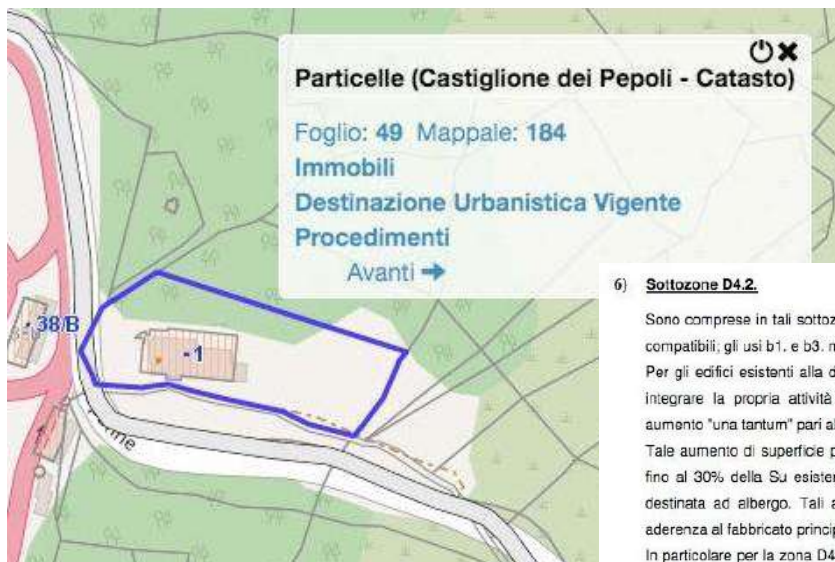 Particelle (Castiglione dei Pepoli - Catasto)
Foglio: 49 Mappale: 184
Immobili
Destinazione Urbanistica Vigente
Procedimenti
Avanti
38/B
-1
6) Sottozone D4.2.
Sono comprese in tali sottoz
compatibili; gli usi b1. e b3. n
Per gli edifici esistenti alla d
integrare la propria attività
aumento "una tantum" pari al
Tale aumento di superficie p
fino al 30% della Su esister
destinata ad albergo. Tali a
aderenza al fabbricato princip
In particolare per la zona D4